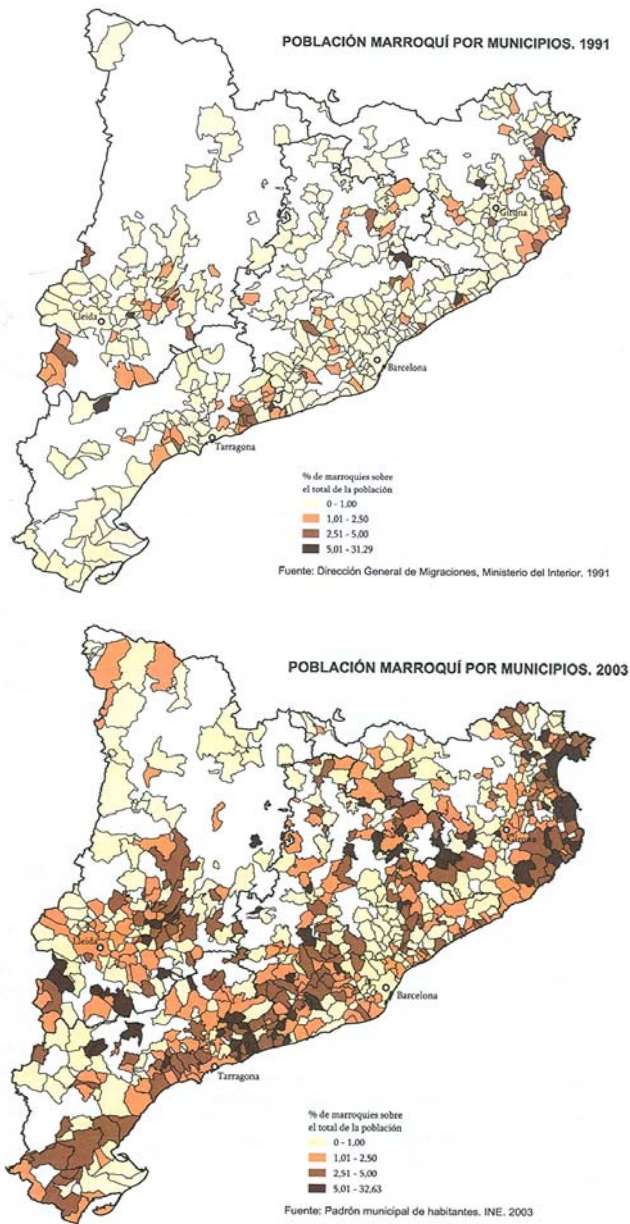 POBLACIÓN MARROQUÍ POR MUNICIPIOS. 1991
Girona
Lleida
Barcelona
Tarragona
% de marroquies sobre
el total de la población
0 - 1,00
1,01 - 2,50
2,51 - 5,00
5,01 - 31,29
Fuente: Dirección General de Migraciones, Ministerio del Interior. 1991
POBLACIÓN MARROQUÍ POR MUNICIPIOS. 2003
Girona
Lleida
Barcelona
Tarragona
% de marroquies sobre
el total de la población
0 - 1,00
1,01 - 2,50
2,51 - 5,00
5,01 - 32,63
Fuente: Padrón municipal de habitantes. INE. 2003